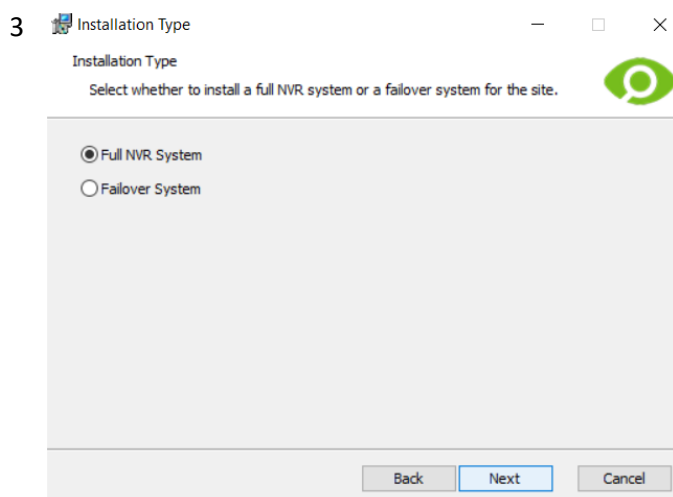 3
Installation Type
Installation Type
Select whether to install a full NVR system or a failover system for the site.
Full NVR System
Failover System
Back Next Cancel